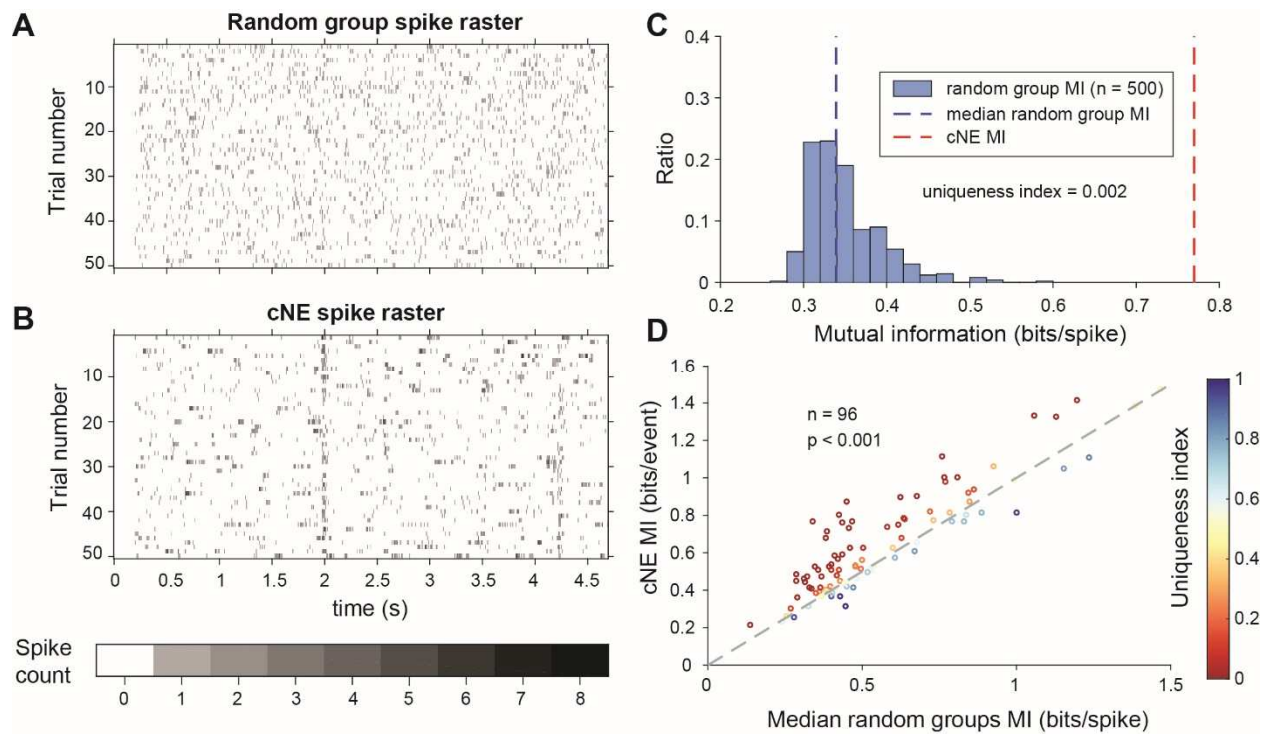 A
Random group spike raster
Trial number
10
20
30
40
50
B
cNE spike raster
Trial number
10
20
30
40
50
0 0.5 1 1.5 2 2.5 3 3.5 4 4.5
time (s)
Spike count
0 1 2 3 4 5 6 7 8
C
0.4
0.3
0.2
0.1
0
Ratio
random group MI (n = 500)
median random group MI
cNE MI
uniqueness index = 0.002
0.2 0.3 0.4 0.5 0.6 0.7 0.8
Mutual information (bits/spike)
D
1.6
1.4
1.2
1.0
0.8
0.6
0.4
0.2
0
cNE MI (bits/event)
n = 96
p < 0.001
0 0.5 1 1.5
Median random groups MI (bits/spike)
Uniqueness index
1
0.8
0.6
0.4
0.2
0